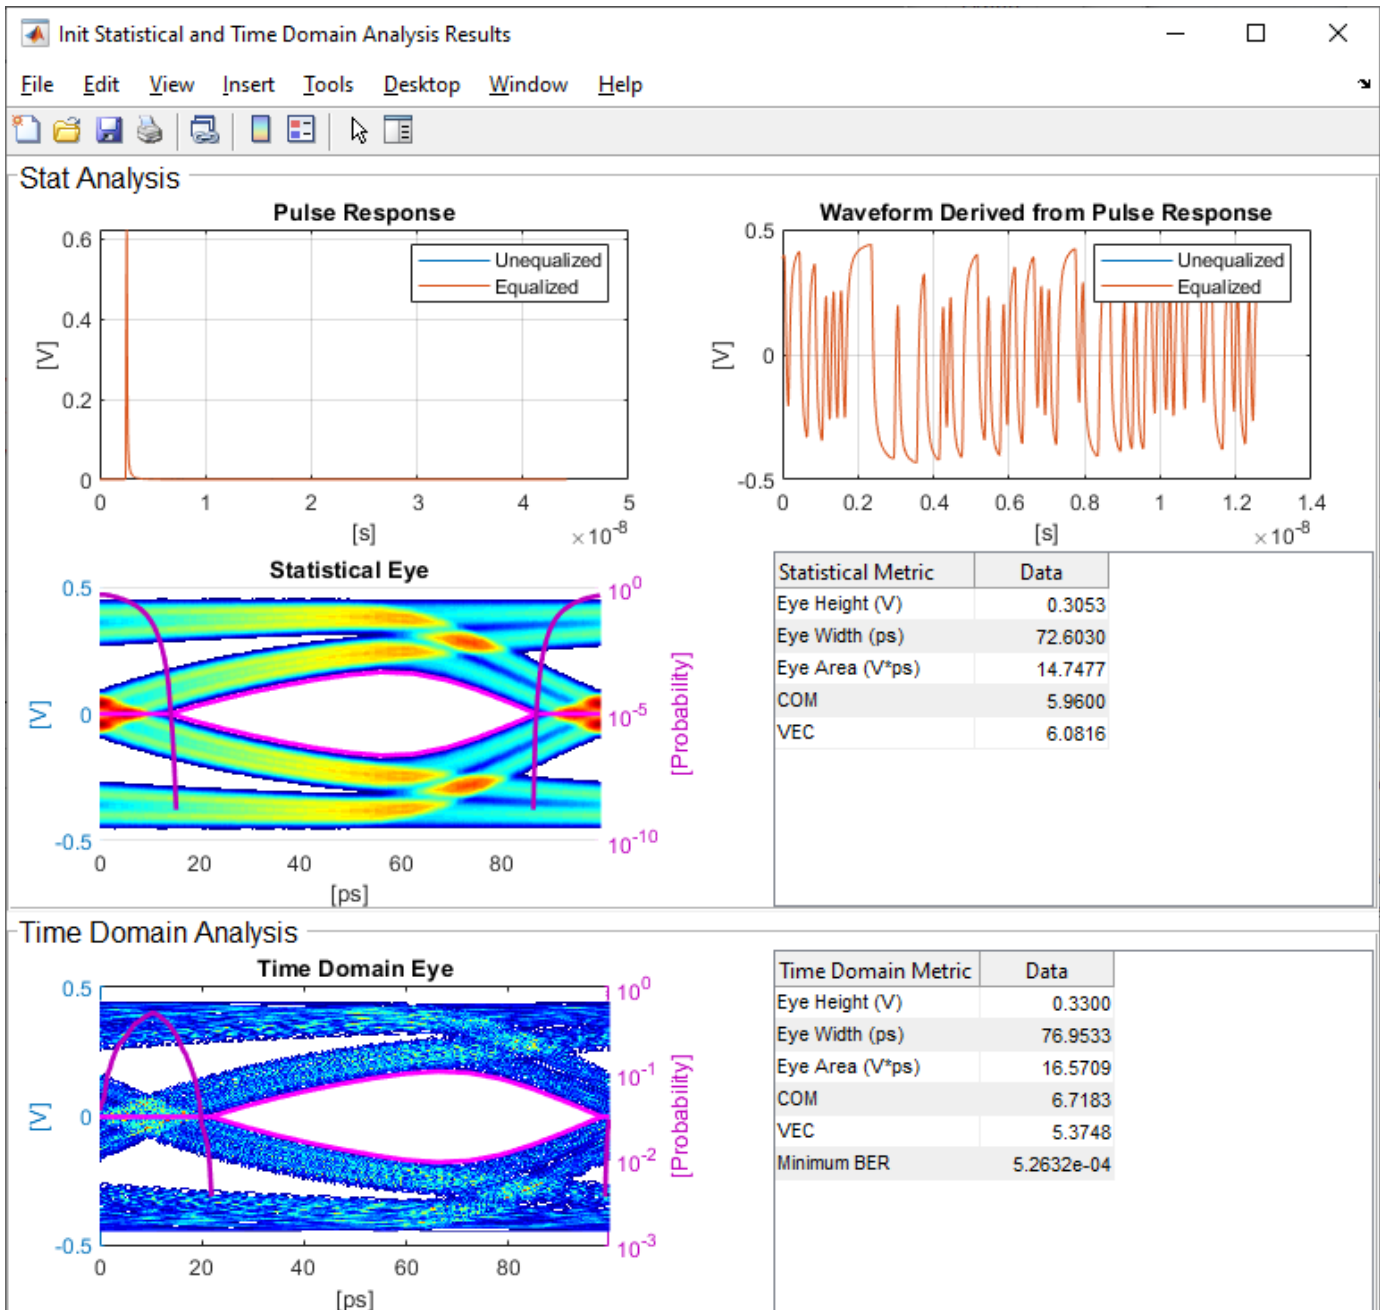 Init Statistical and Time Domain Analysis Results
File Edit View Insert Tools Desktop Window Help
Stat Analysis
Pulse Response
0.6
0.4
0.2
0
[V]
Unequalized
Equalized
0 1 2 3 4 5
[s]
×10^-8
Waveform Derived from Pulse Response
0.5
0
-0.5
[V]
Unequalized
Equalized
0 0.2 0.4 0.6 0.8 1 1.2 1.4
[s]
×10^-8
Statistical Eye
0.5
0
-0.5
[V]
10^0
10^-5
10^-10
[Probability]
0 20 40 60 80
[ps]
Statistical Metric Data
Eye Height (V) 0.3053
Eye Width (ps) 72.6030
Eye Area (V*ps) 14.7477
COM 5.9600
VEC 6.0816
Time Domain Analysis
Time Domain Eye
0.5
0
-0.5
[V]
10^0
10^-1
10^-2
10^-3
[Probability]
0 20 40 60 80
[ps]
Time Domain Metric Data
Eye Height (V) 0.3300
Eye Width (ps) 76.9533
Eye Area (V*ps) 16.5709
COM 6.7183
VEC 5.3748
Minimum BER 5.2632e-04